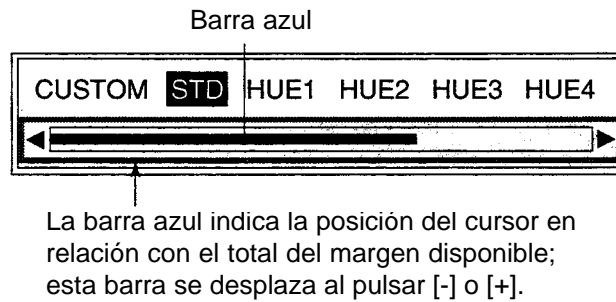 Barra azul
CUSTOM STD HUE1 HUE2 HUE3 HUE4
La barra azul indica la posición del cursor en
relación con el total del margen disponible;
esta barra se desplaza al pulsar [-] o [+].